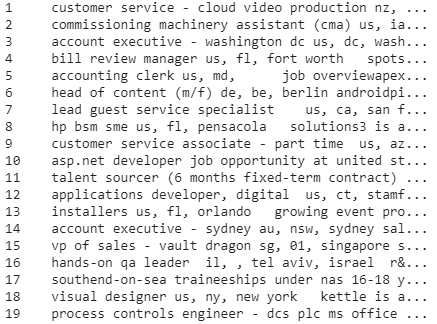 1 customer service - cloud video production nz, ...
2 commissioning machinery assistant (cma) us, ia...
3 account executive - washington dc us, dc, wash...
4 bill review manager us, fl, fort worth spots...
5 accounting clerk us, md, job overviewapex...
6 head of content (m/f) de, be, berlin androidpi...
7 lead guest service specialist us, ca, san f...
8 hp bsm sme us, fl, pensacola solutions3 is a...
9 customer service associate - part time us, az...
10 asp.net developer job opportunity at united st...
11 talent sourcer (6 months fixed-term contract) ...
12 applications developer, digital us, ct, stamf...
13 installers us, fl, orlando growing event pro...
14 account executive - sydney au, nsw, sydney sal...
15 vp of sales - vault dragon sg, 01, singapore s...
16 hands-on qa leader il, , tel aviv, israel r&...
17 southend-on-sea traineeships under nas 16-18 y...
18 visual designer us, ny, new york kettle is a...
19 process controls engineer - dcs plc ms office ...